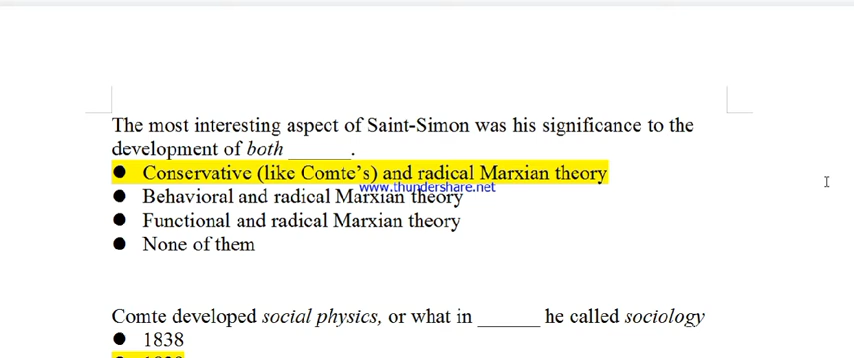 The most interesting aspect of Saint-Simon was his significance to the
development of both ______.
● Conservative (like Comte’s) and radical Marxian theory
www.thundershare.net
● Behavioral and radical Marxian theory
● Functional and radical Marxian theory
● None of them
Comte developed social physics, or what in ______ he called sociology
● 1838